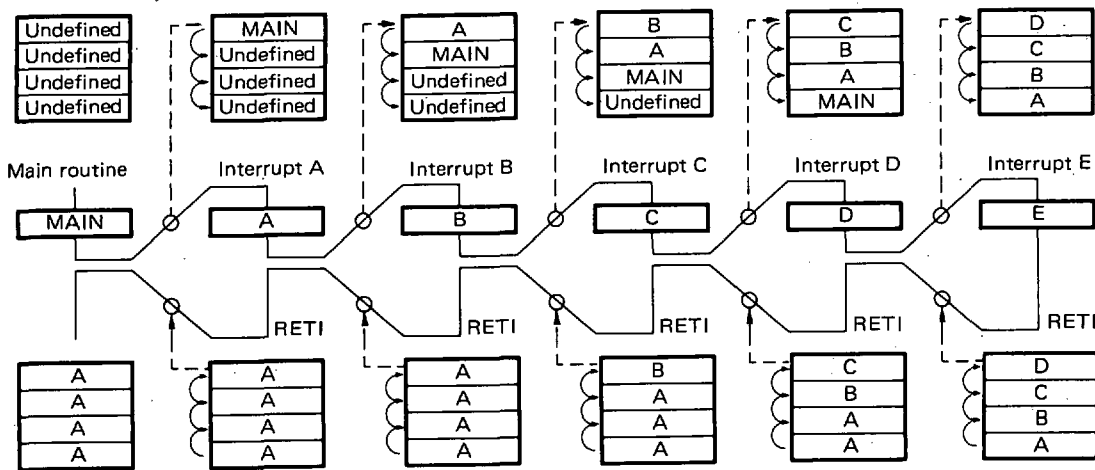 Undefined MAIN A B C D
Undefined Undefined MAIN A B C
Undefined Undefined Undefined MAIN A B
Undefined Undefined Undefined Undefined MAIN A
Main routine Interrupt A Interrupt B Interrupt C Interrupt D Interrupt E
MAIN A B C D E
RETI RETI RETI RETI RETI
A A A B C D
A A A A B C
A A A A A B
A A A A A A